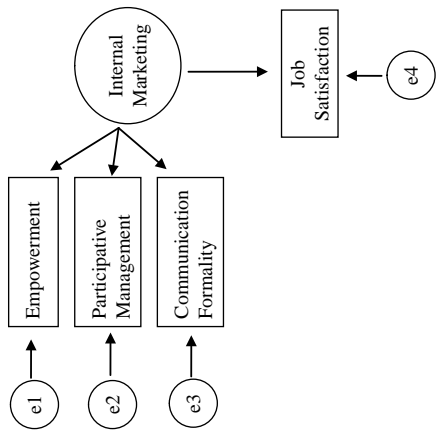 e1
e2
e3
Empowerment
Participative
Management
Communication
Formality
Internal
Marketing
Job
Satisfaction
e4